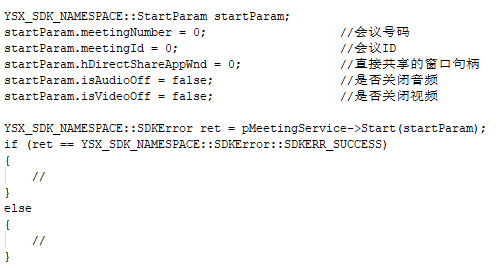 YSX_SDK_NAMESPACE::StartParam startParam;
startParam.meetingNumber = 0; //会议号码
startParam.meetingId = 0; //会议ID
startParam.hDirectShareAppWnd = 0; //直接共享的窗口句柄
startParam.isAudioOff = false; //是否关闭音频
startParam.isVideoOff = false; //是否关闭视频
YSX_SDK_NAMESPACE::SDKError ret = pMeetingService->Start(startParam);
if (ret == YSX_SDK_NAMESPACE::SDKError::SDKERR_SUCCESS)
{
//
}
else
{
//
}